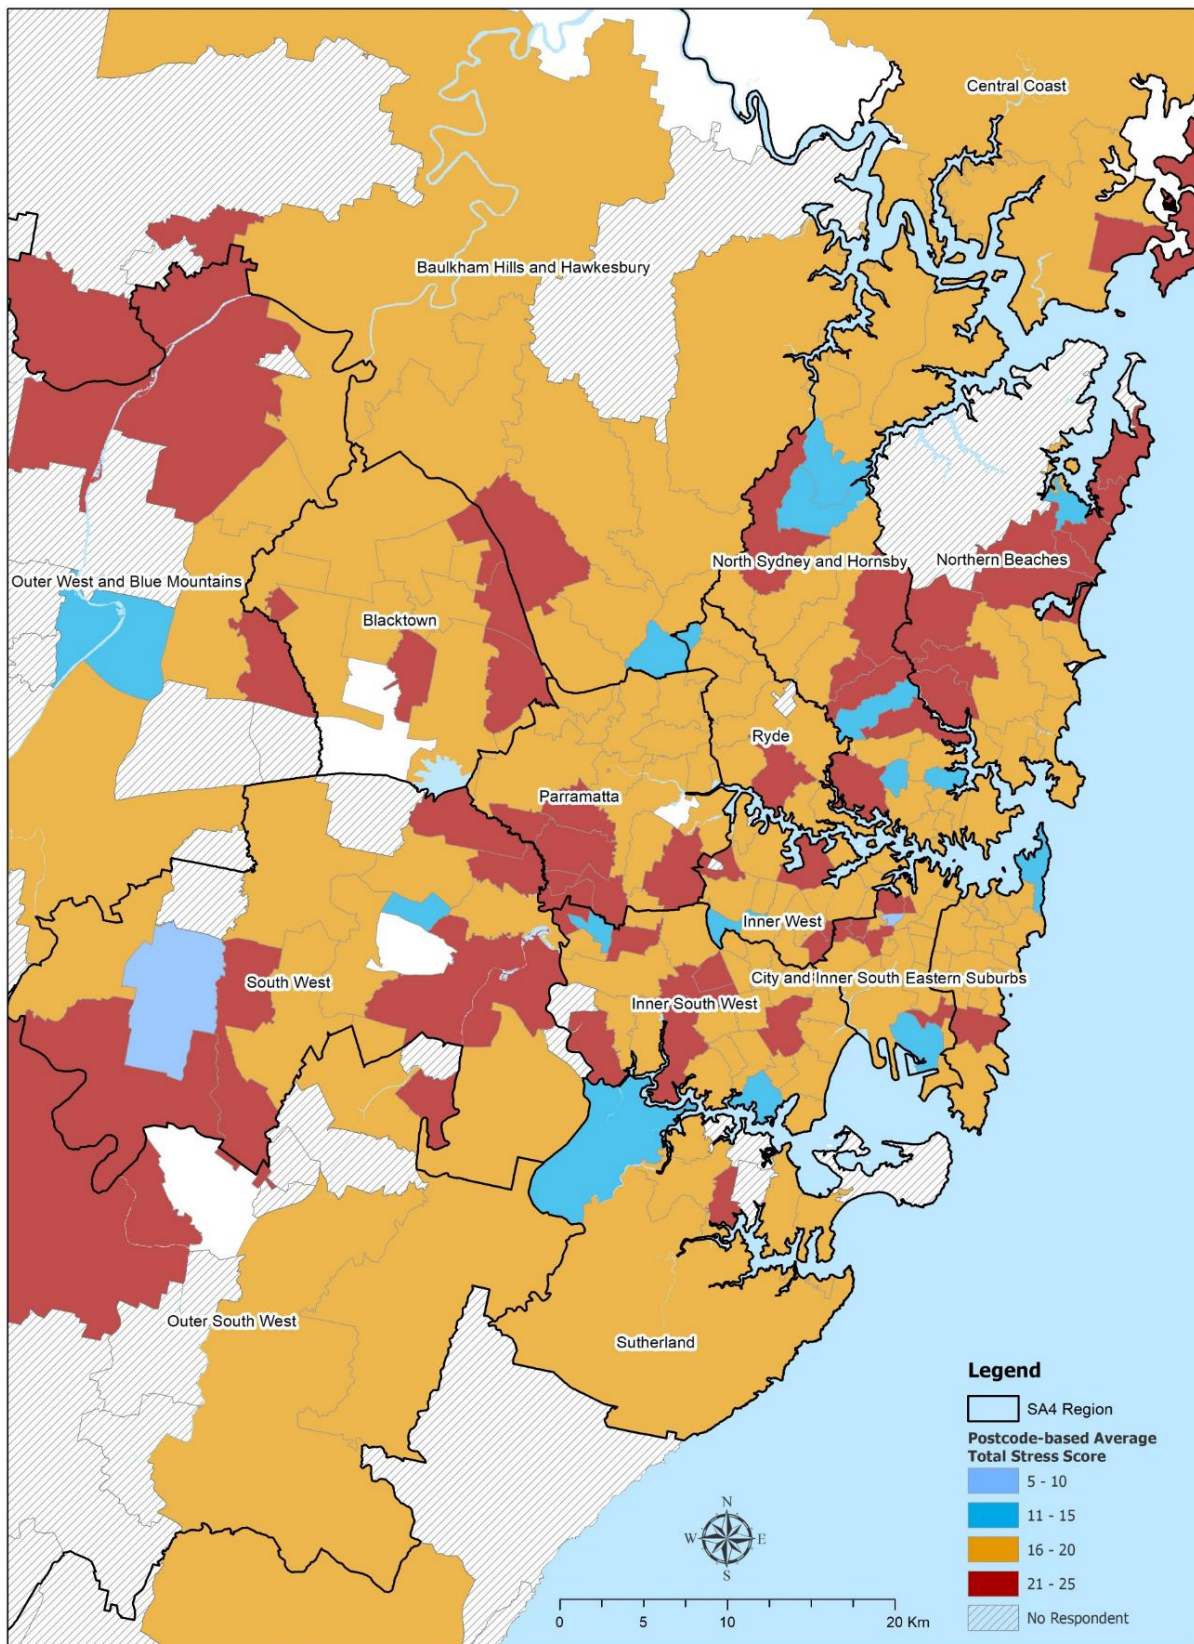 Central Coast
Baulkham Hills and Hawkesbury
North Sydney and Hornsby
Northern Beaches
Outer West and Blue Mountains
Blacktown
Ryde
Parramatta
Inner West
South West
City and Inner South Eastern Suburbs
Inner South West
Outer South West
Sutherland
Legend
SA4 Region
Postcode-based Average
Total Stress Score
5 - 10
11 - 15
16 - 20
21 - 25
No Respondent
N
W E
S
0 5 10 20 Km